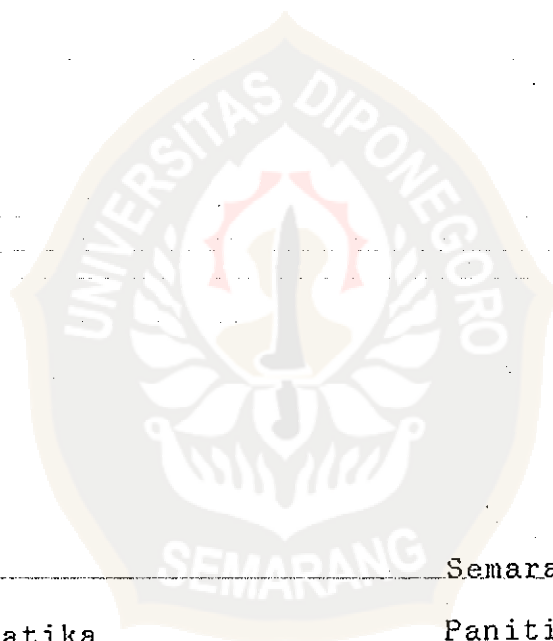 UNIVERSITAS DIPONEGORO
SEMARANG
Semara
atika
Paniti